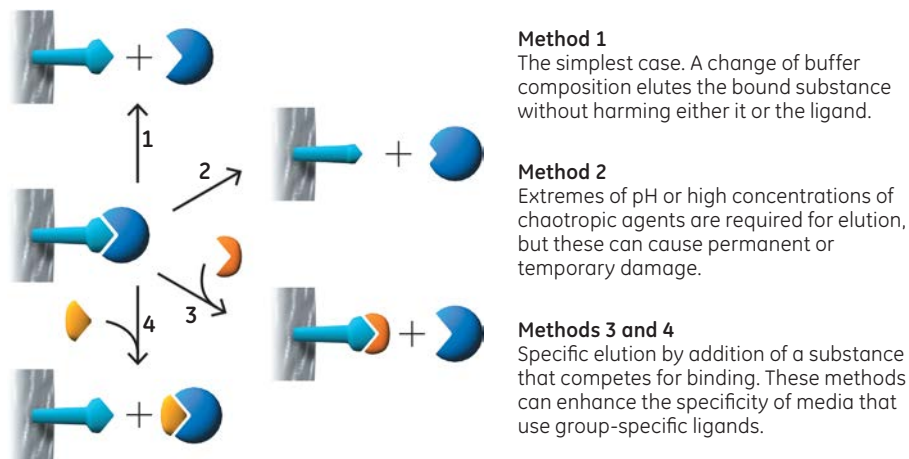 Method 1
The simplest case. A change of buffer
composition elutes the bound substance
without harming either it or the ligand.
Method 2
Extremes of pH or high concentrations of
chaotropic agents are required for elution,
but these can cause permanent or
temporary damage.
Methods 3 and 4
Specific elution by addition of a substance
that competes for binding. These methods
can enhance the specificity of media that
use group-specific ligands.
+
1
2
+
3
+
4
+